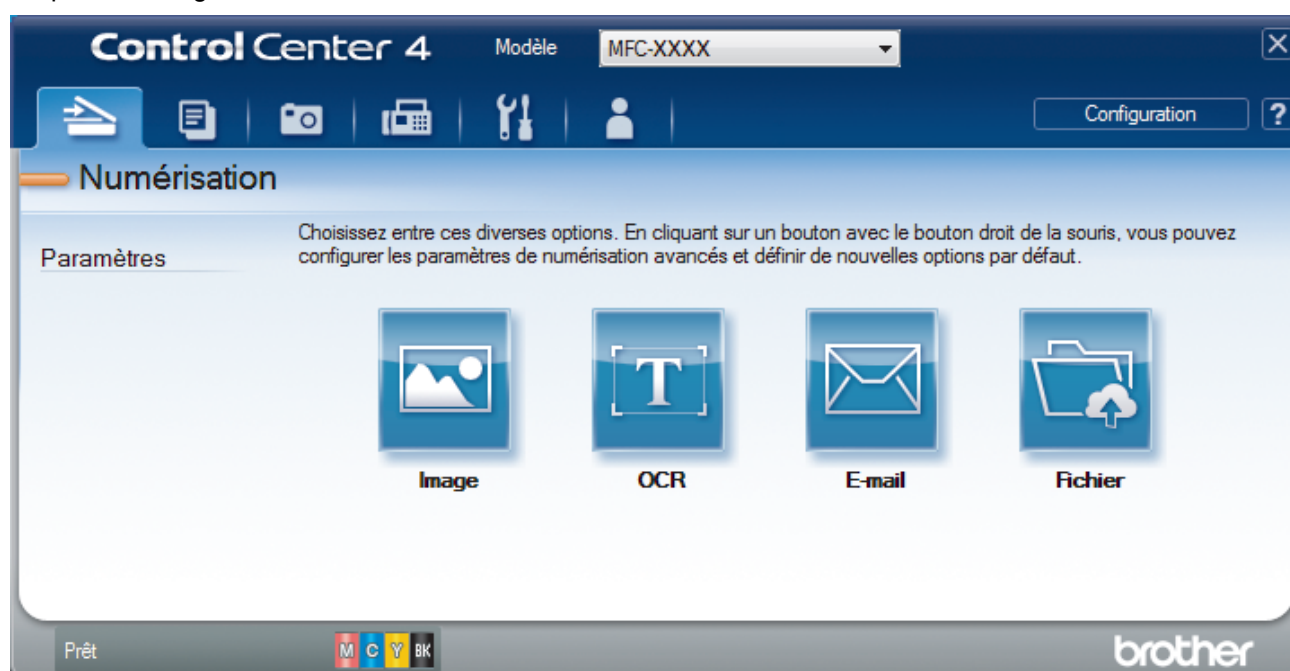 Control Center 4
Modèle
MFC-XXXX
Configuration
?
Numérisation
Paramètres
Choisissez entre ces diverses options. En cliquant sur un bouton avec le bouton droit de la souris, vous pouvez
configurer les paramètres de numérisation avancés et définir de nouvelles options par défaut.
T
Image
OCR
E-mail
Fichier
Prêt
M C Y BK
brother